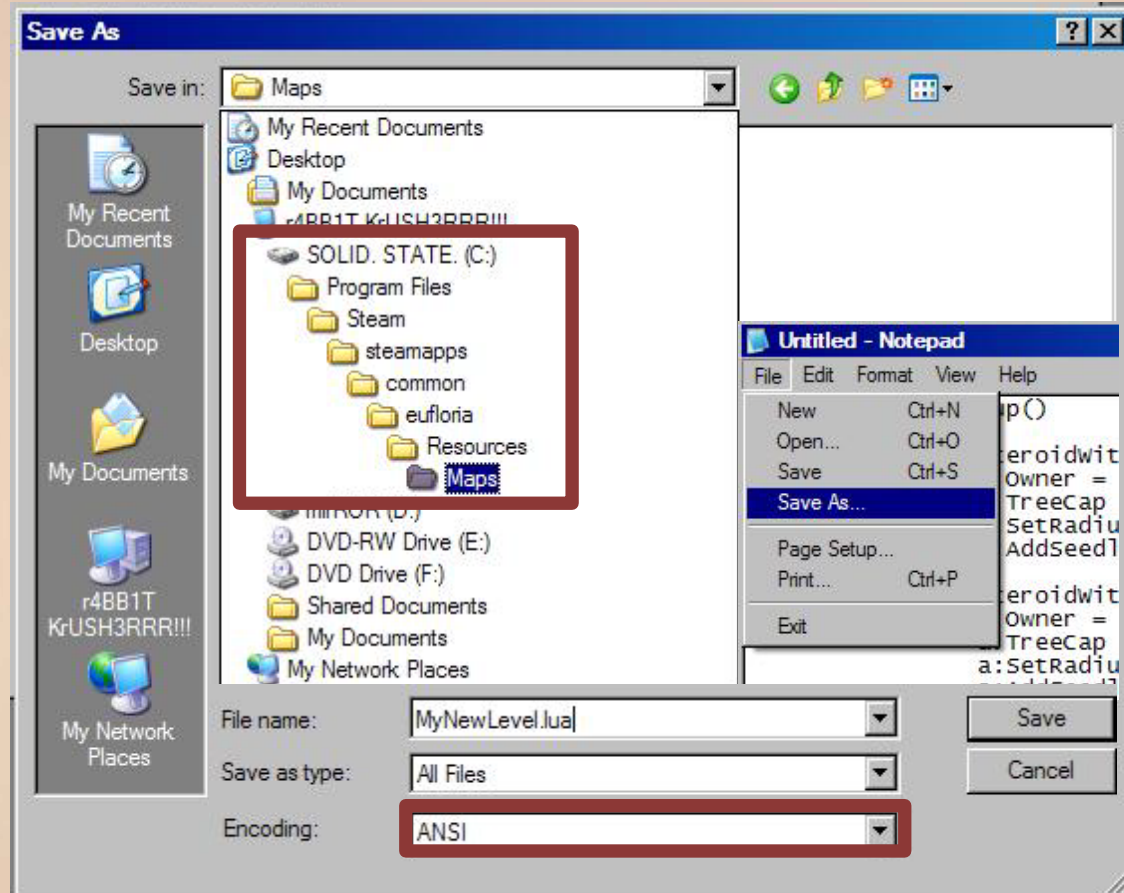 Save As
Save in:
Maps
My Recent Documents
Desktop
My Documents
r4BB1T KrUSH3RRR!!!
SOLID. STATE. (C:)
Program Files
Steam
steamapps
common
eufloria
Resources
Maps
mirROR (D:)
DVD-RW Drive (E:)
DVD Drive (F:)
Shared Documents
My Documents
My Network Places
My Recent
Documents
Desktop
My Documents
r4BB1T
KrUSH3RRR!!!
My Network
Places
Untitled - Notepad
File Edit Format View Help
New Ctrl+N
Open... Ctrl+O
Save Ctrl+S
Save As...
Page Setup...
Print... Ctrl+P
Exit
up()
teroidWit
Owner =
TreeCap
SetRadiu
AddSeedl
teroidWit
Owner =
a:TreeCap
a:SetRadiu
File name:
MyNewLevel.lua
Save
Save as type:
All Files
Cancel
Encoding:
ANSI